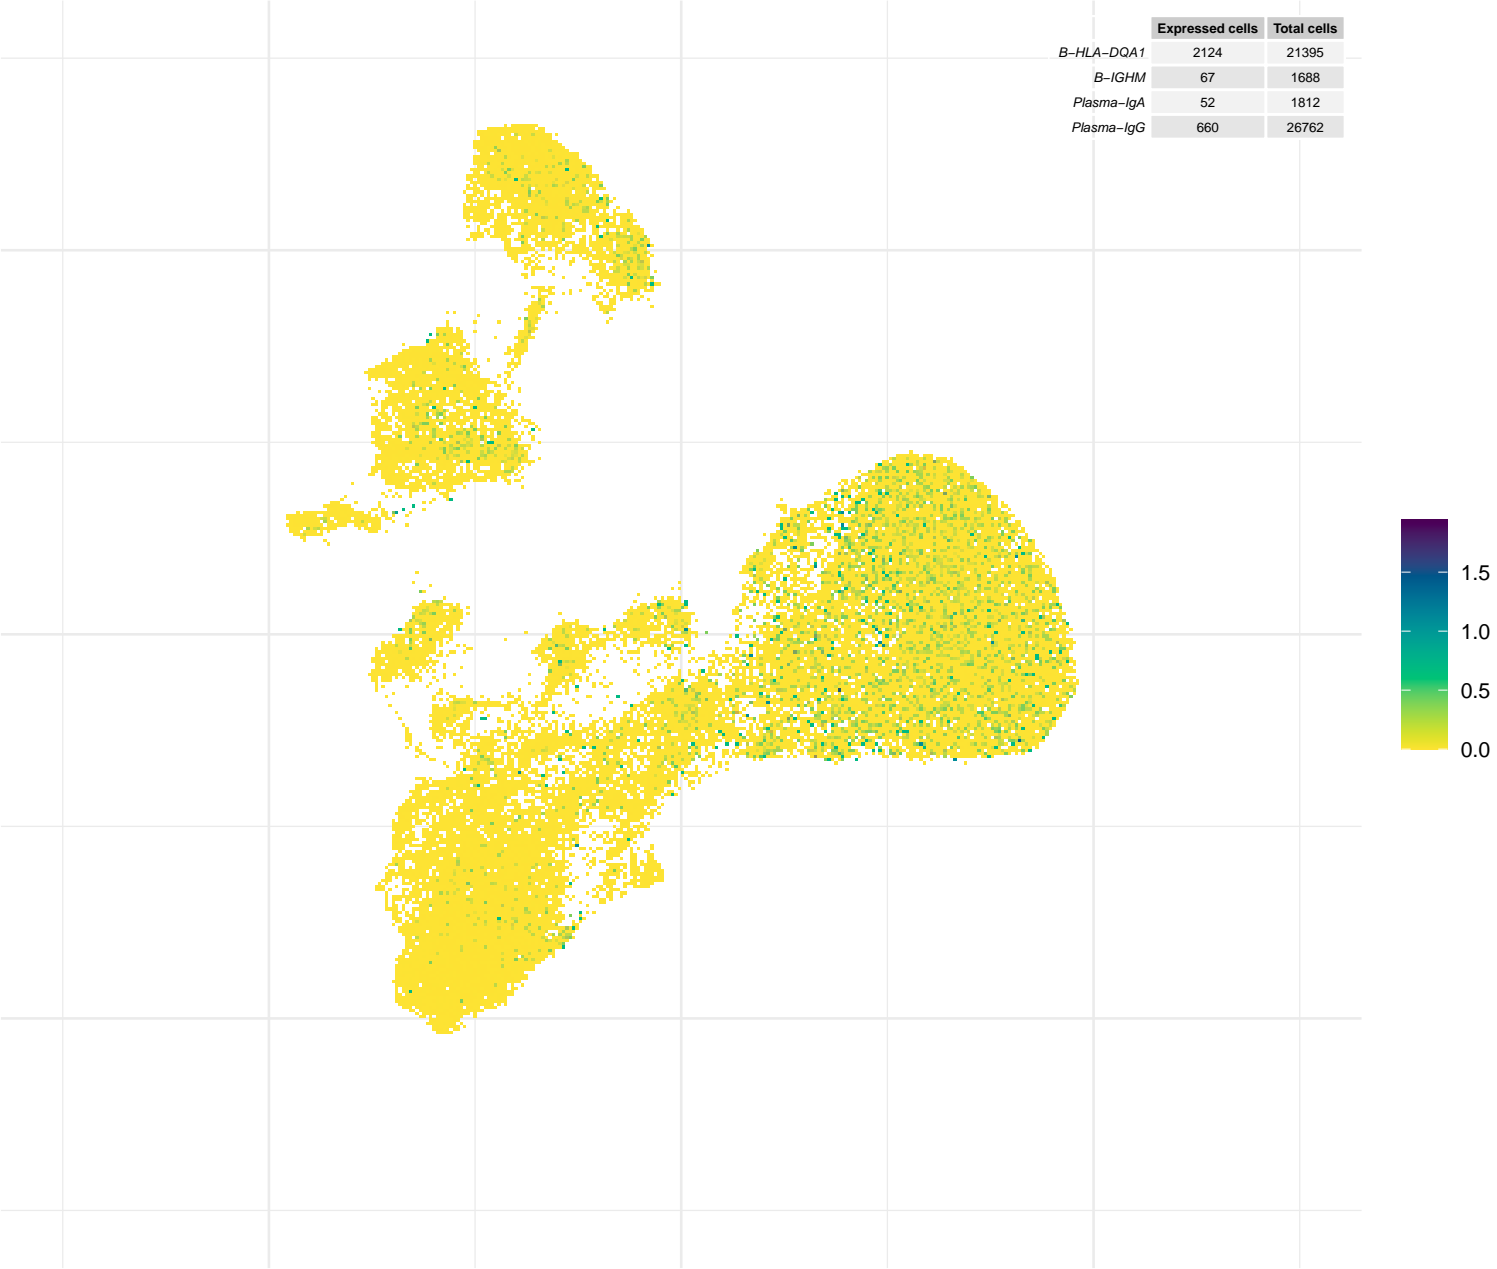 Expressed cells Total cells
B−HLA−DQA1 2124 21395
B−IGHM 67 1688
Plasma−IgA 52 1812
Plasma−IgG 660 26762
1.5
1.0
0.5
0.0